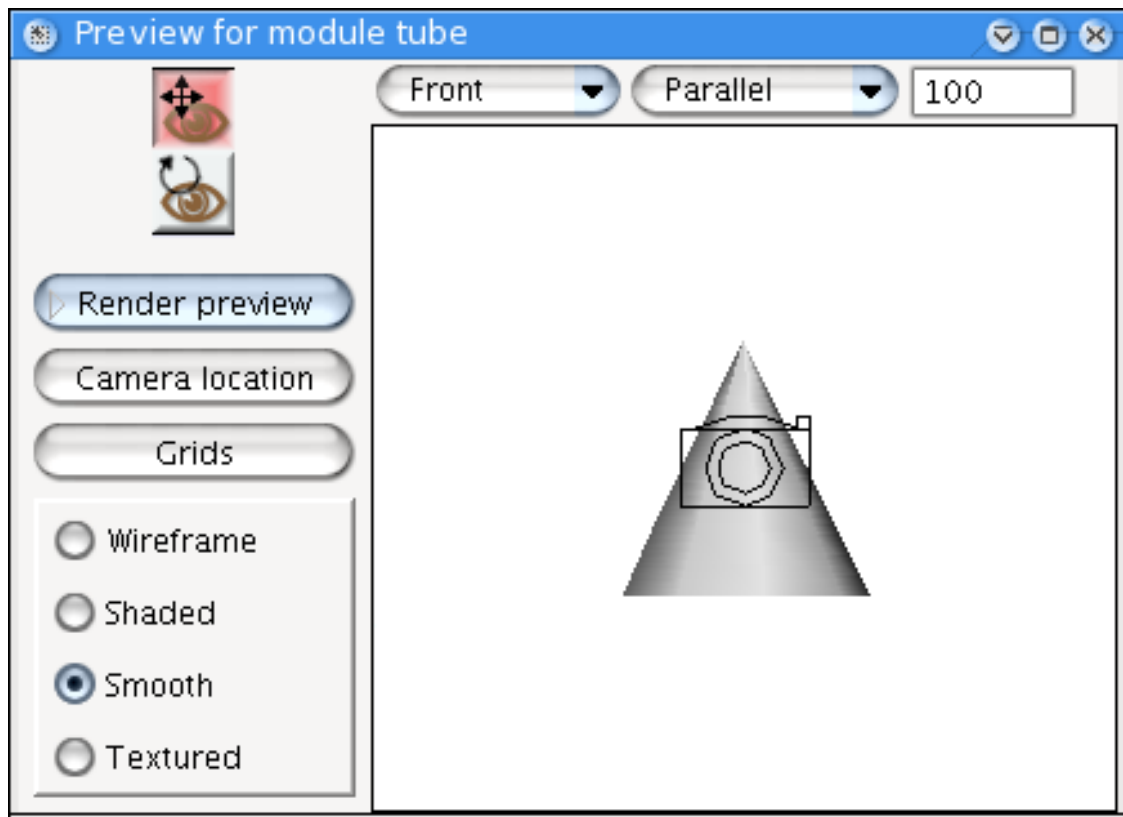 Preview for module tube
Front
Parallel
100
Render preview
Camera location
Grids
Wireframe
Shaded
Smooth
Textured